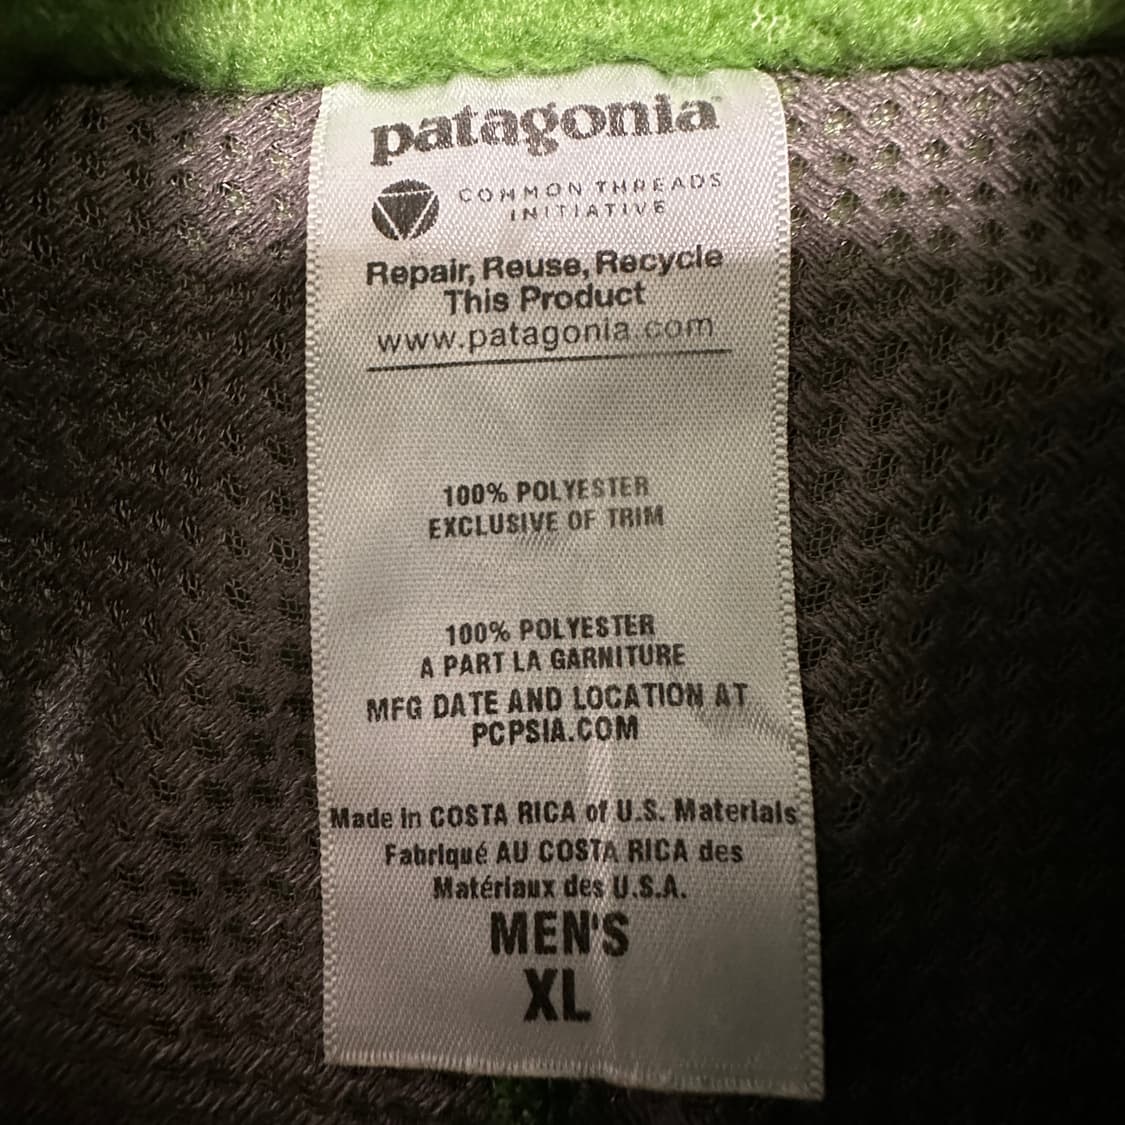 patagonia
COMMON THREADS
INITIATIVE
Repair, Reuse, Recycle
This Product
www.patagonia.com
100% POLYESTER
EXCLUSIVE OF TRIM
100% POLYESTER
A PART LA GARNITURE
MFG DATE AND LOCATION AT
PCPSIA.COM
Made in COSTA RICA of U.S. Materials
Fabriqué AU COSTA RICA des
Matériaux des U.S.A.
MEN'S
XL